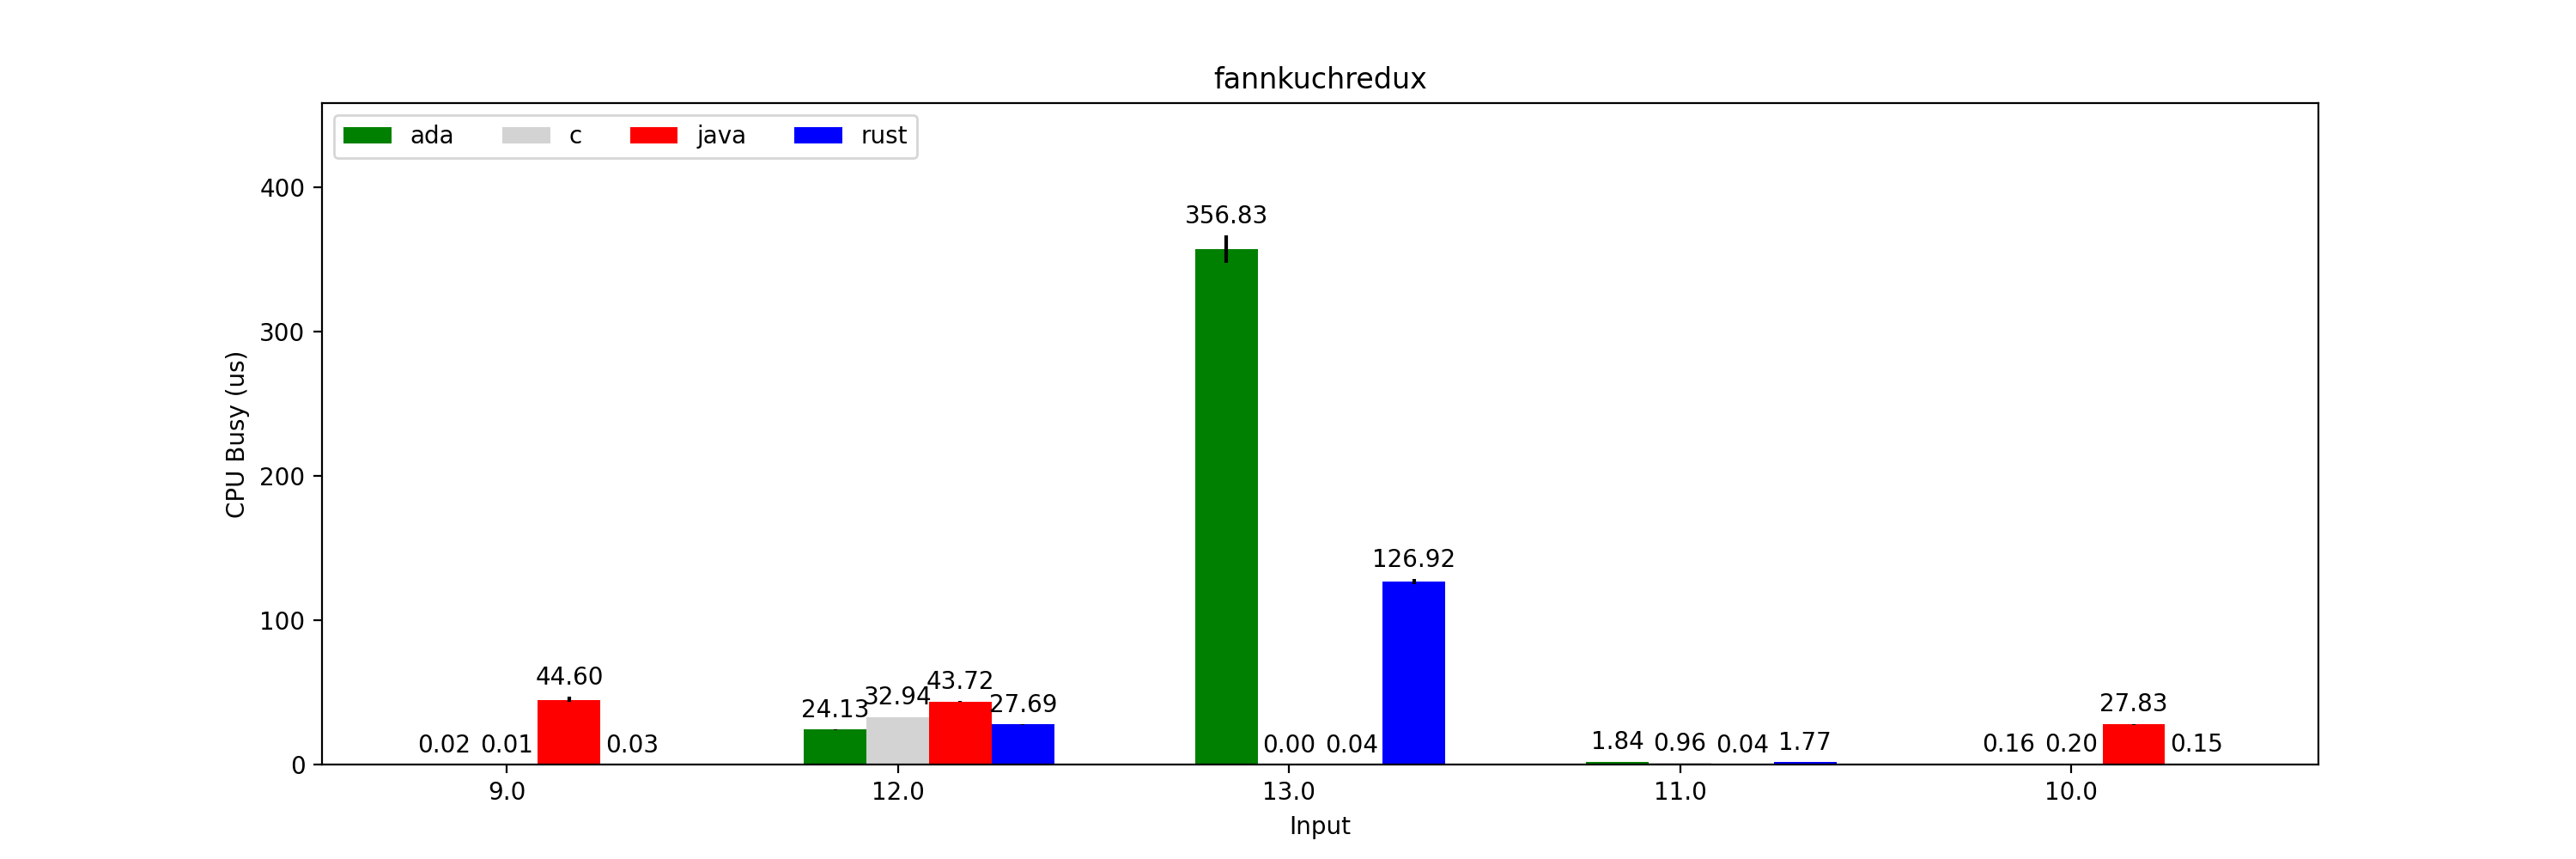 fannkuchredux
ada c java rust
CPU Busy (us)
400
300
200
100
0
0.02 0.01 44.60 0.03
24.13 32.94 43.72 27.69
356.83 0.00 0.04 126.92
1.84 0.96 0.04 1.77
0.16 0.20 27.83 0.15
9.0 12.0 13.0 11.0 10.0
Input